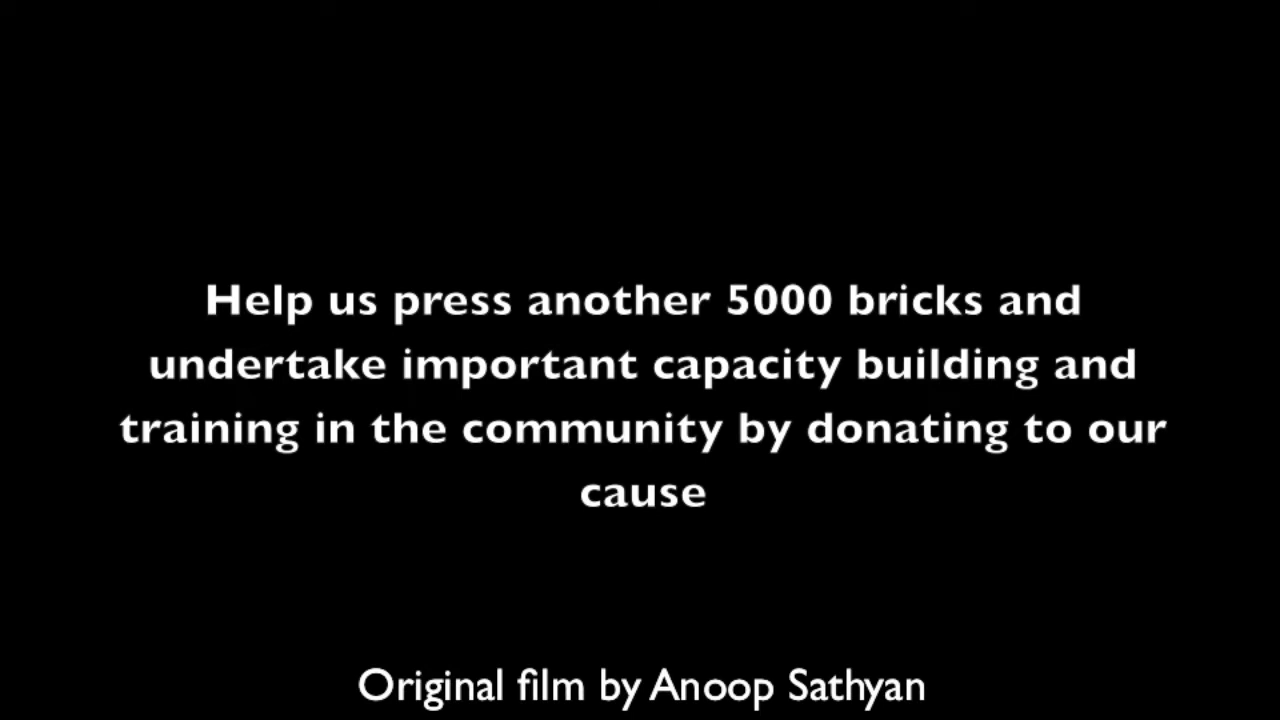 Help us press another 5000 bricks and
undertake important capacity building and
training in the community by donating to our
cause
Original film by Anoop Sathyan